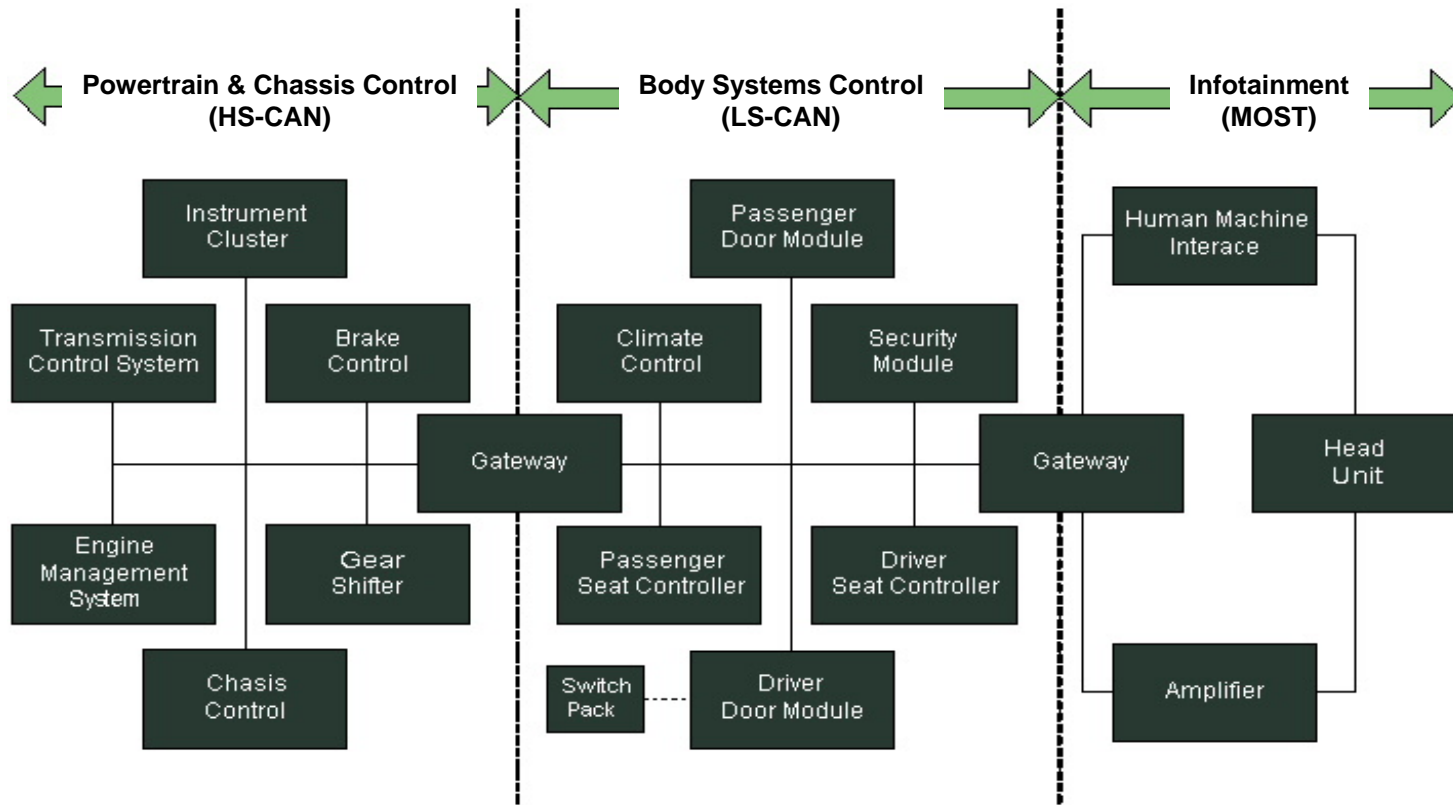 Powertrain & Chassis Control
(HS-CAN)
Body Systems Control
(LS-CAN)
Infotainment
(MOST)
Instrument
Cluster
Transmission
Control System
Brake
Control
Gateway
Engine
Management
System
Gear
Shifter
Chasis
Control
Passenger
Door Module
Climate
Control
Security
Module
Gateway
Passenger
Seat Controller
Driver
Seat Controller
Switch
Pack
Driver
Door Module
Human Machine
Interace
Head
Unit
Amplifier